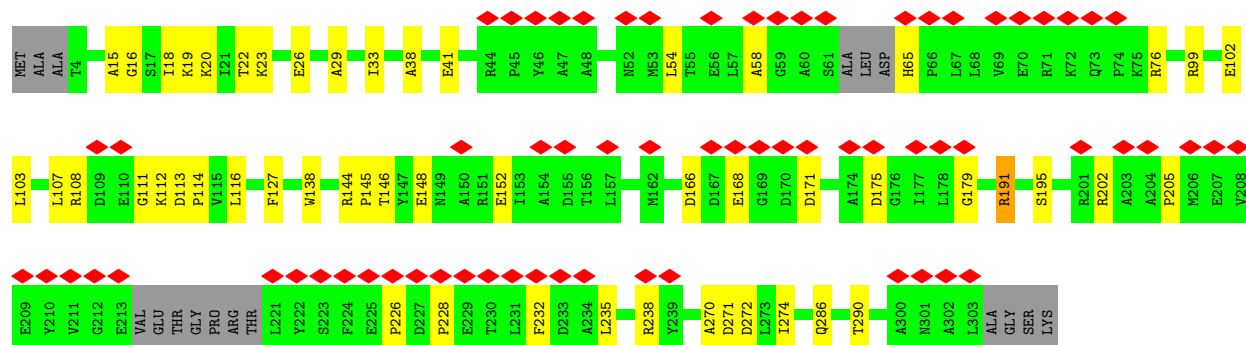 MET ALA ALA T4 A15 G16 S17 I18 K19 K20 I21 T22 K23 E26 A29 I33 A38 E41 R44 P45 Y46 A47 A48 N52 M53 L54 T55 E56 L57 A58 G59 A60 S61 ALA LEU ASP H65 P66 L67 L68 V69 E70 R71 K72 Q73 P74 K75 R76 R99 E102
L103 L107 R108 D109 E110 G111 K112 D113 P114 V115 L116 F127 W138 R144 P145 T146 Y147 E148 N149 A150 R151 E152 I153 A154 D155 T156 L157 M162 D166 D167 E168 G169 D170 D171 A174 D175 G176 I177 L178 G179 R191 S195 R201 R202 A203 A204 P205 M206 E207 V208
E209 Y210 V211 G212 E213 VAL GLU THR GLY PRO ARG THR L221 Y222 S223 F224 E225 P226 D227 P228 E229 T230 L231 F232 D233 A234 L235 R238 Y239 A270 D271 D272 L273 I274 Q286 T290 A300 N301 A302 L303 ALA GLY SER LYS